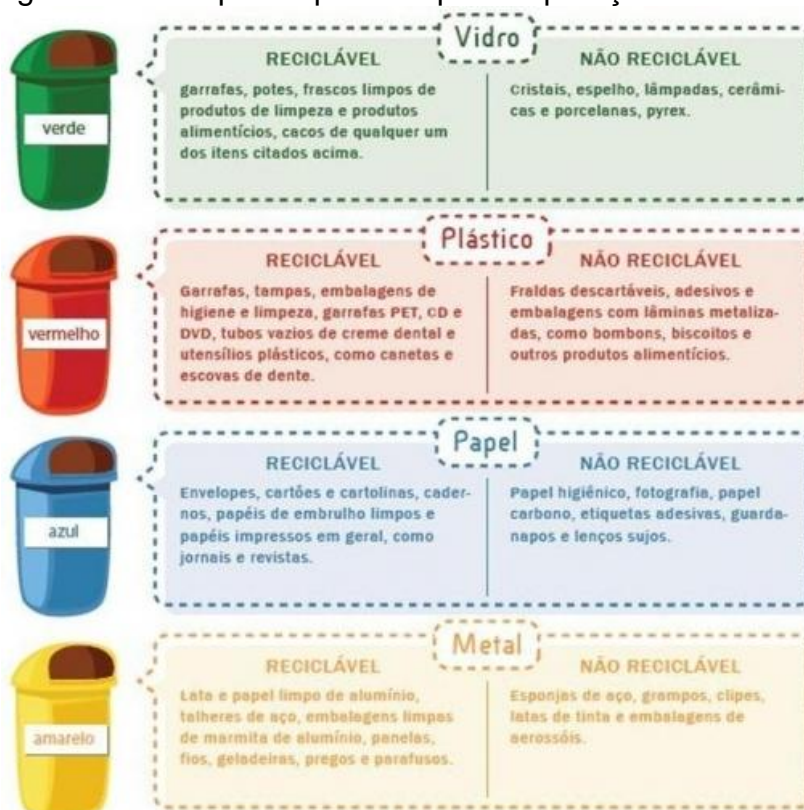 Vidro
RECICLÁVEL
garrafas, potes, frascos limpos de
produtos de limpeza e produtos
alimentícios, cacos de qualquer um
dos itens citados acima.
NÃO RECICLÁVEL
Cristais, espelho, lâmpadas, cerâmi-
cas e porcelanas, pyrex.
verde
Plástico
RECICLÁVEL
Garrafas, tampas, embalagens de
higiene e limpeza, garrafas PET, CD e
DVD, tubos vazios de creme dental e
utensílios plásticos, como canetas e
escovas de dente.
NÃO RECICLÁVEL
Fraldas descartáveis, adesivos e
embalagens com lâminas metaliza-
das, como bombons, biscoitos e
outros produtos alimentícios.
vermelho
Papel
RECICLÁVEL
Envelopes, cartões e cartolinas, cader-
nos, papéis de embrulho limpos e
papéis impressos em geral, como
jornais e revistas.
NÃO RECICLÁVEL
Papel higiênico, fotografia, papel
carbono, etiquetas adesivas, guarda-
napos e lenços sujos.
azul
Metal
RECICLÁVEL
Lata e papel limpo de alumínio,
talheres de aço, embalagens limpas
de marmita de alumínio, panelas,
fios, geladeiras, pregos e parafusos.
NÃO RECICLÁVEL
Esponjas de aço, grampos, clipes,
latas de tinta e embalagens de
aerossóis.
amarelo